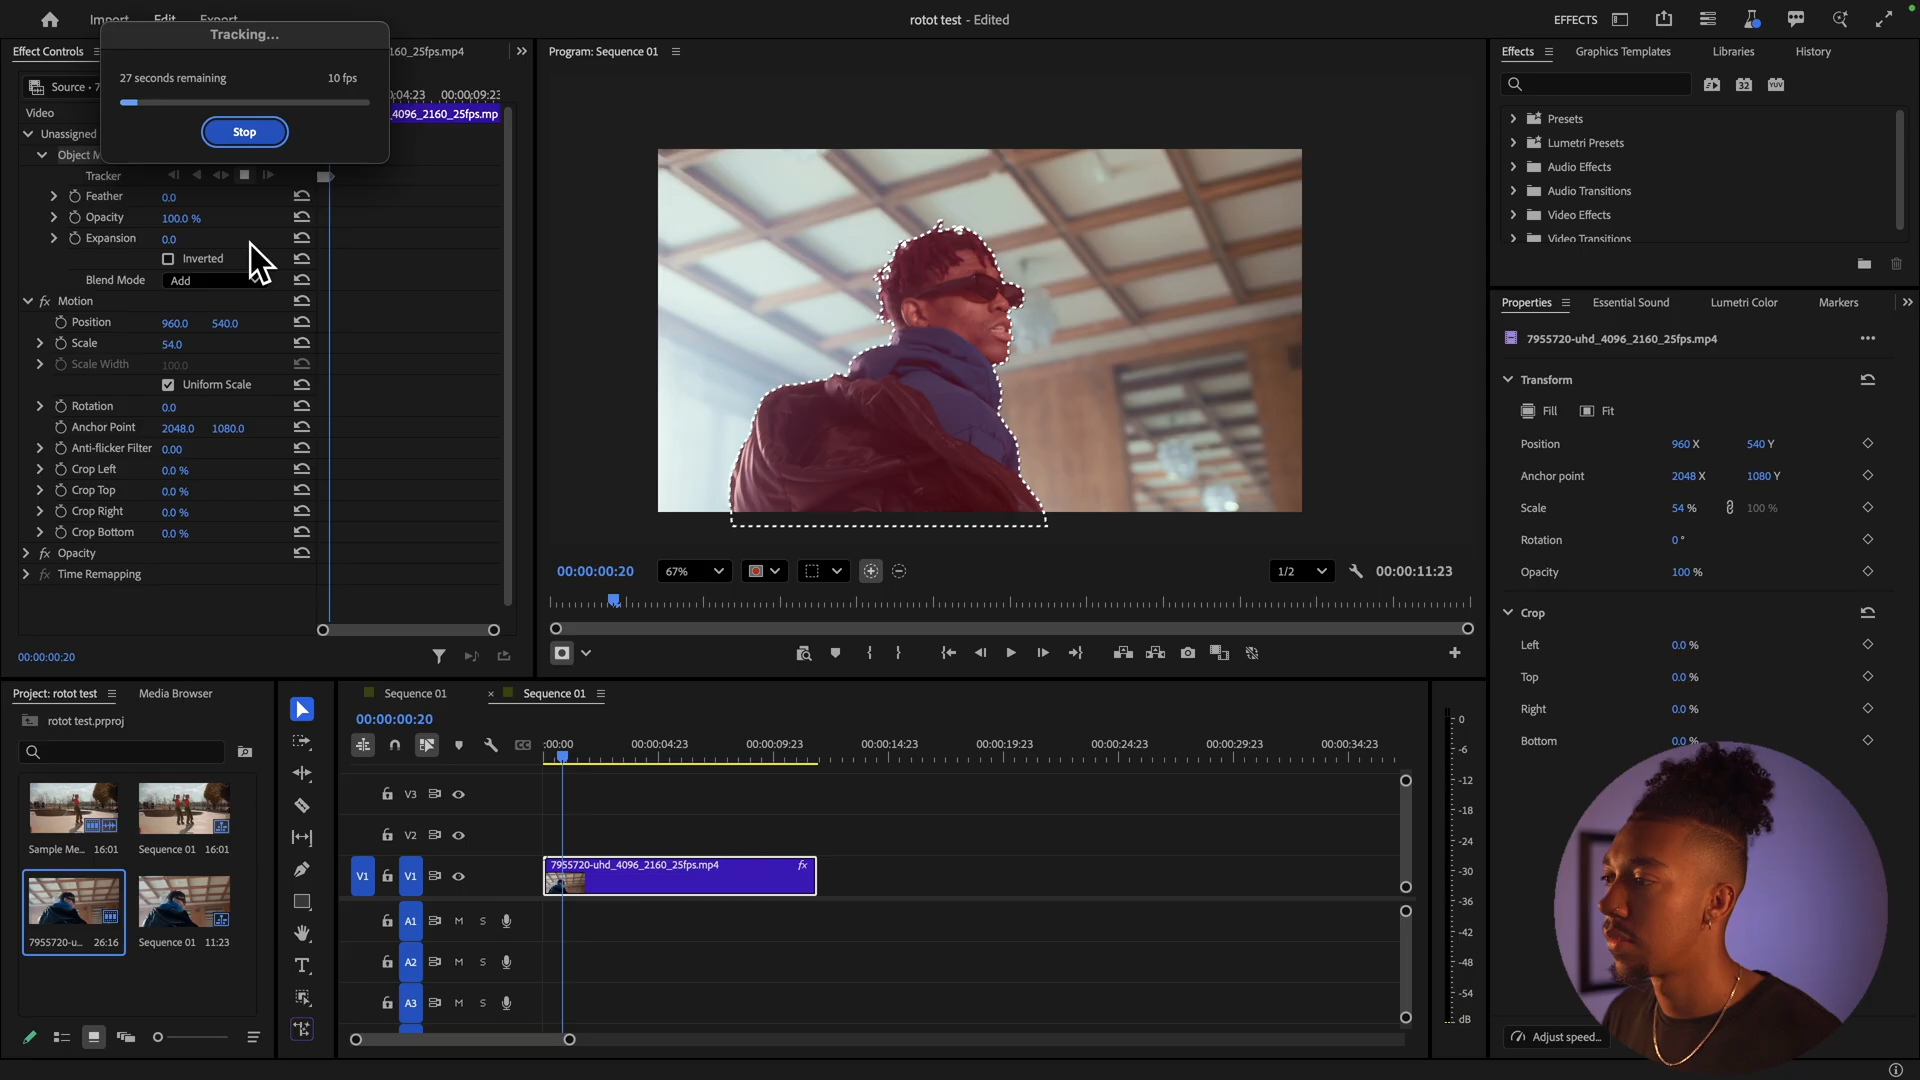 Import
Edit
Export
rotot test - Edited
EFFECTS
Tracking...
27 seconds remaining
10 fps
Stop
Effect Controls
160_25fps.mp4
Source • 7
04:23
00:00:09:23
Video
_4096_2160_25fps.mp
Unassigned
Object M
Tracker
Feather
0.0
Opacity
100.0 %
Expansion
0.0
Inverted
Blend Mode
Add
fx Motion
Position
960.0
540.0
Scale
54.0
Scale Width
100.0
Uniform Scale
Rotation
0.0
Anchor Point
2048.0
1080.0
Anti-flicker Filter
0.00
Crop Left
0.0 %
Crop Top
0.0 %
Crop Right
0.0 %
Crop Bottom
0.0 %
fx Opacity
fx Time Remapping
00:00:00:20
Program: Sequence 01
00:00:00:20
67%
1/2
00:00:11:23
Effects
Graphics Templates
Libraries
History
32
YUV
Presets
Lumetri Presets
Audio Effects
Audio Transitions
Video Effects
Video Transitions
Properties
Essential Sound
Lumetri Color
Markers
7955720-uhd_4096_2160_25fps.mp4
Transform
Fill
Fit
Position
960 X
540 Y
Anchor point
2048 X
1080 Y
Scale
54 %
100 %
Rotation
0 °
Opacity
100 %
Crop
Left
0.0 %
Top
0.0 %
Right
0.0 %
Bottom
0.0 %
Adjust speed...
Project: rotot test
Media Browser
rotot test.prproj
Sample Me...
16:01
Sequence 01
16:01
7955720-u...
26:16
Sequence 01
11:23
Sequence 01
Sequence 01
00:00:00:20
CC
:00:00
00:00:04:23
00:00:09:23
00:00:14:23
00:00:19:23
00:00:24:23
00:00:29:23
00:00:34:23
V3
V2
V1
V1
7955720-uhd_4096_2160_25fps.mp4
fx
A1
M
S
A2
M
S
A3
M
S
0
-6
-12
-18
-24
-30
-36
-42
-48
-54
dB